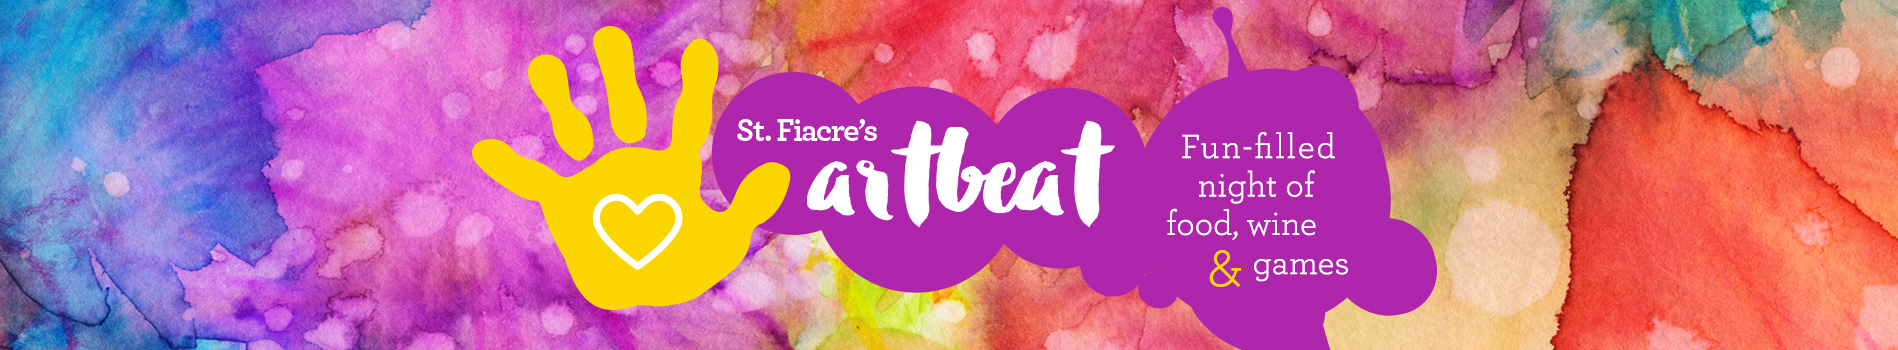 St. Fiacre's
artbeat
Fun-filled
night of
food, wine
& games